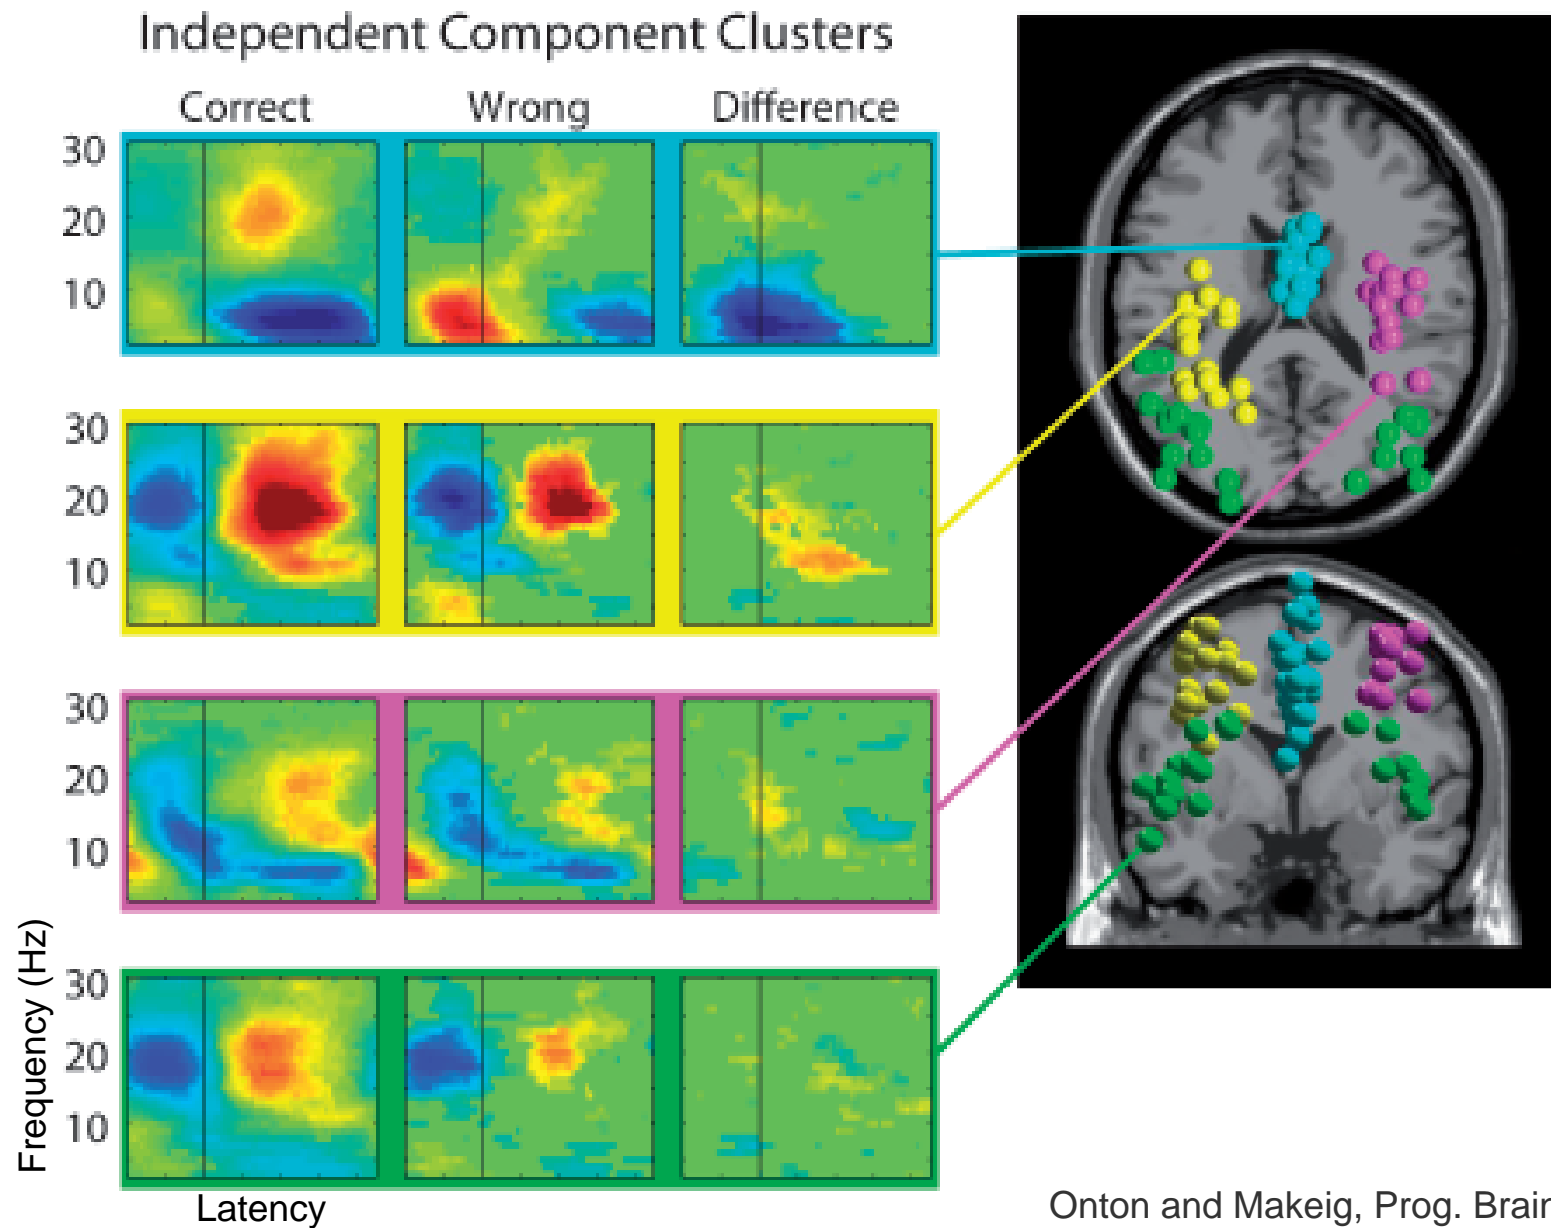 Independent Component Clusters
Correct Wrong Difference
30
20
10
30
20
10
30
20
10
30
20
10
Frequency (Hz)
Latency
Onton and Makeig, Prog. Brain